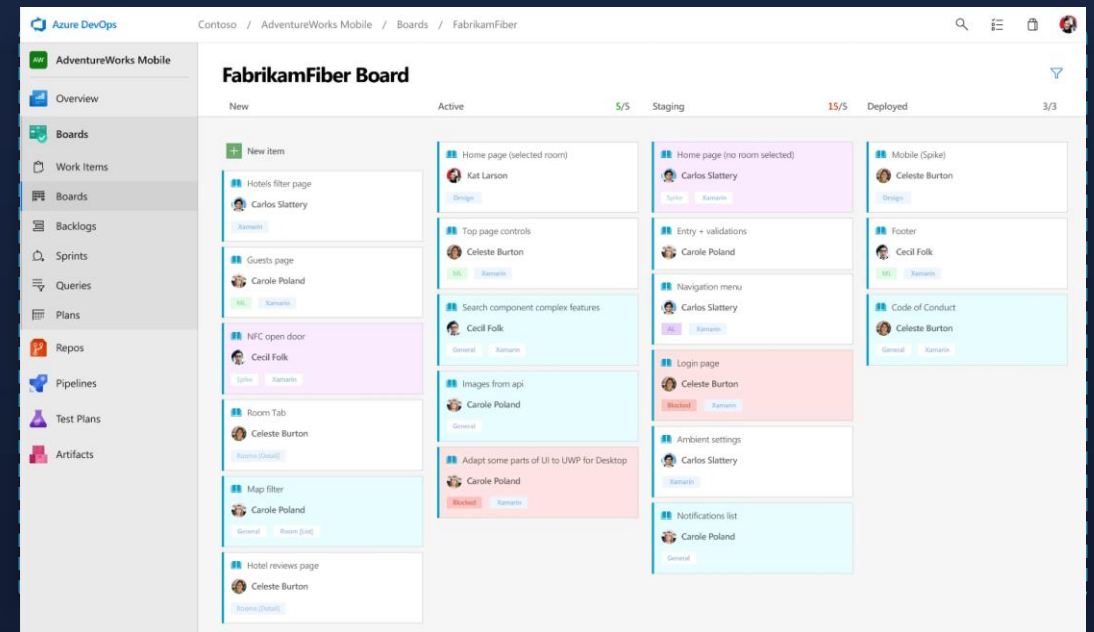 Azure DevOps
Contoso / AdventureWorks Mobile / Boards / FabrikamFiber
AW AdventureWorks Mobile
Overview
Boards
Work Items
Boards
Backlogs
Sprints
Queries
Plans
Repos
Pipelines
Test Plans
Artifacts
FabrikamFiber Board
New
Active 5/5
Staging 15/5
Deployed 3/3
New item
Hotels filter page
Carlos Slattery
Xamarin
Guests page
Carole Poland
ML Xamarin
NFC open door
Cecil Folk
Spike Xamarin
Room Tab
Celeste Burton
Rooms [Detail]
Map filter
Carole Poland
General Room [List]
Hotel reviews page
Celeste Burton
Rooms [Detail]
Home page (selected room)
Kat Larson
Design
Top page controls
Celeste Burton
ML Xamarin
Search component complex features
Cecil Folk
General Xamarin
Images from api
Carole Poland
General
Adapt some parts of UI to UWP for Desktop
Carole Poland
Blocked Xamarin
Home page (no room selected)
Carlos Slattery
Spike Xamarin
Entry + validations
Carole Poland
Navigation menu
Carlos Slattery
Xamarin
Login page
Celeste Burton
Blocked Xamarin
Ambient settings
Carlos Slattery
Xamarin
Notifications list
Carole Poland
General
Mobile (Spike)
Celeste Burton
Design
Footer
Cecil Folk
ML Xamarin
Code of Conduct
Celeste Burton
General Xamarin